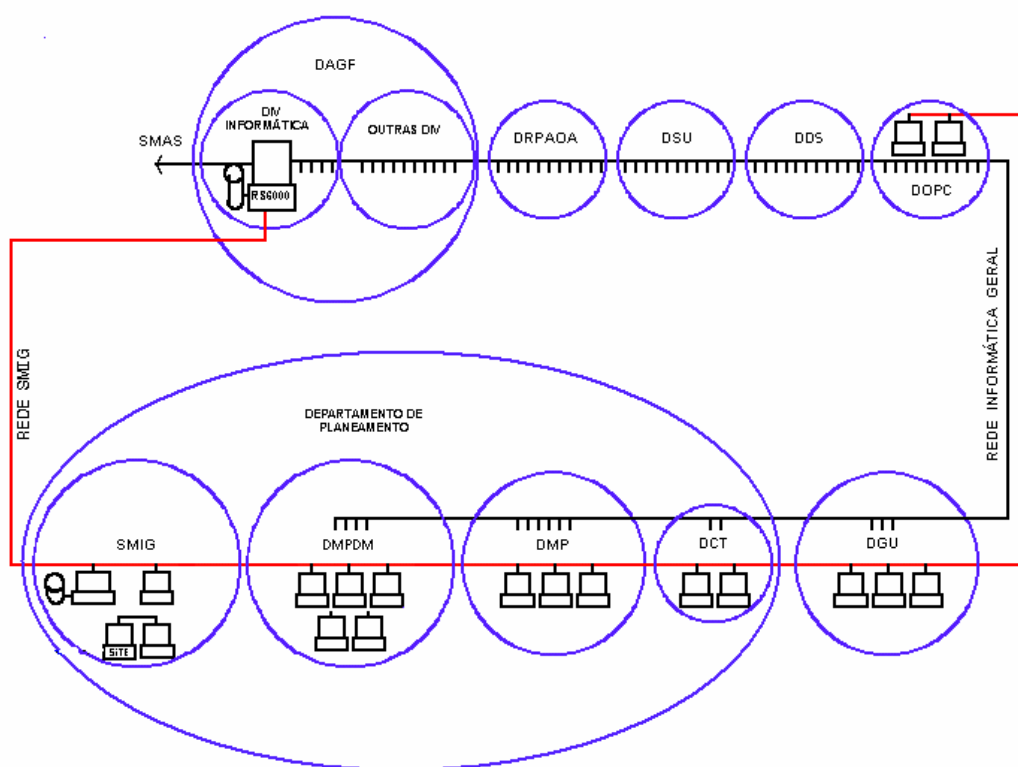 DAGF
DIV
INFORMÁTICA
OUTRAS DIV
SMAS
DRPAOA
DSU
DDS
RS6000
DOPC
REDE SMIG
REDE INFORMÁTICA GERAL
DEPARTAMENTO DE
PLANEAMENTO
SMIG
DMPDM
DMP
DCT
DGU
SITE